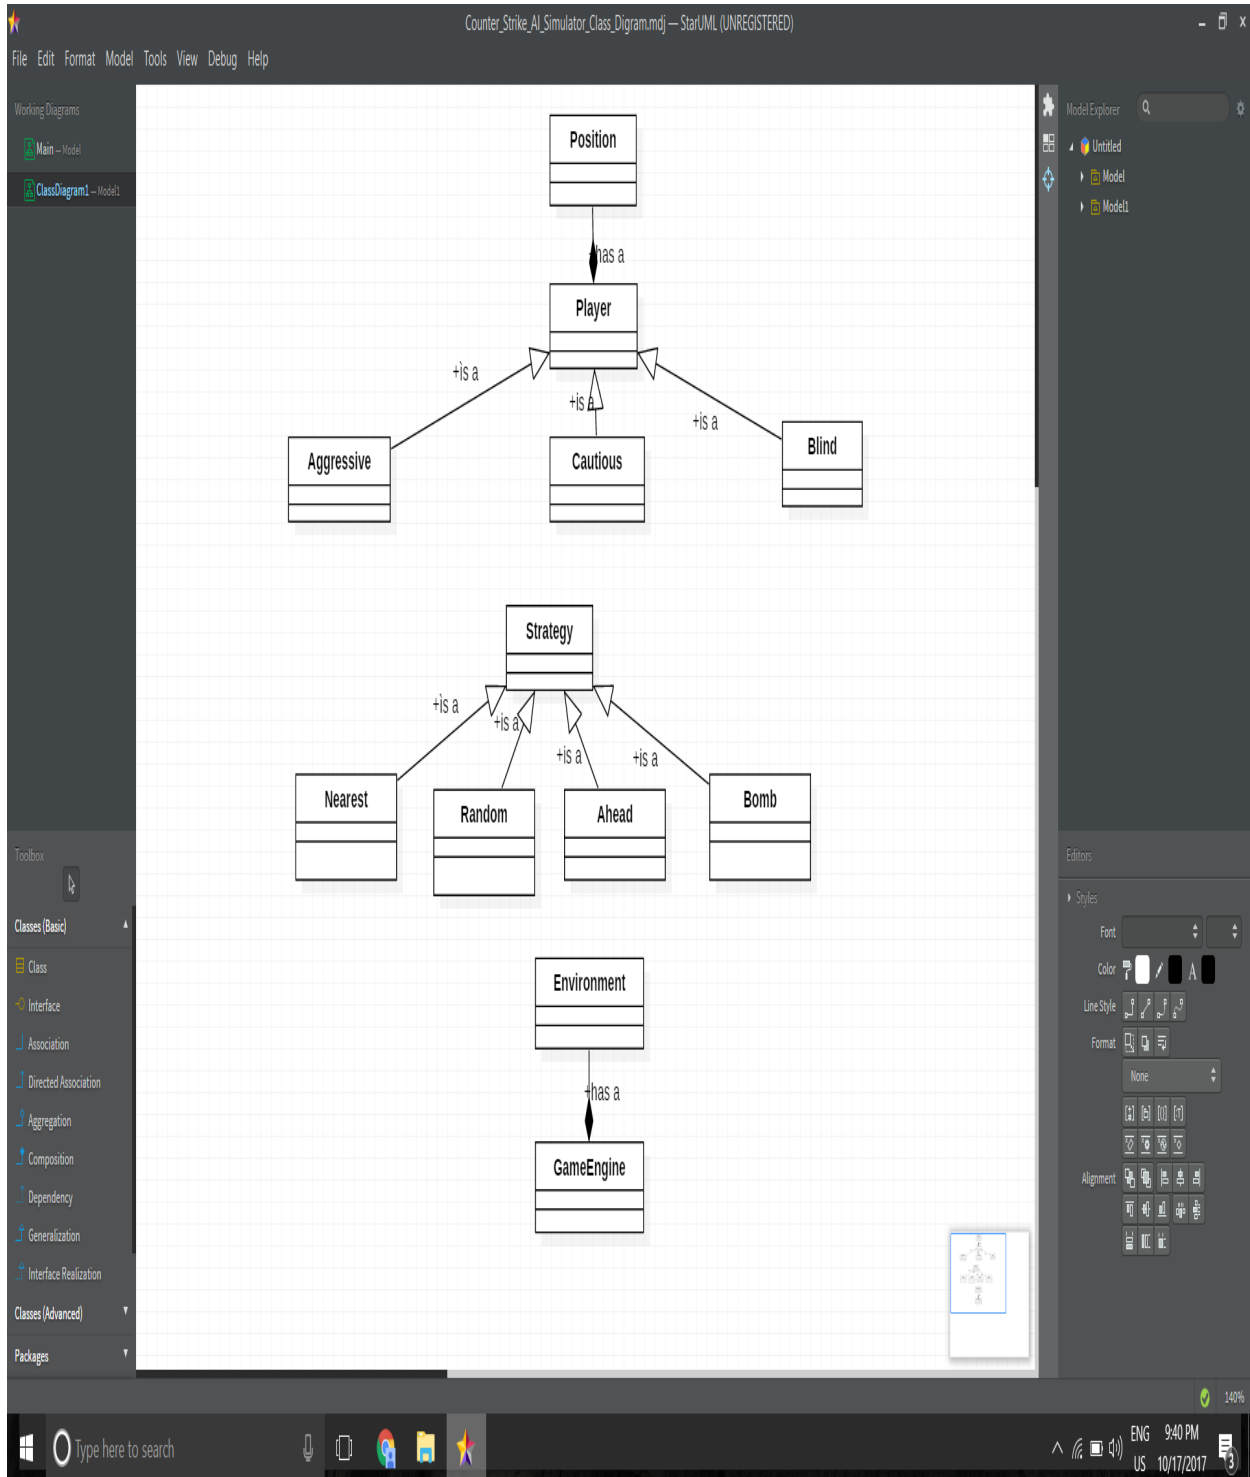 Counter_Strike_AI_Simulator_Class_Digram.mdj — StarUML (UNREGISTERED)
File Edit Format Model Tools View Debug Help
Working Diagrams
Main — Model
ClassDiagram1 — Model1
Position
+has a
Player
+is a
+is a
+is a
Aggressive
Cautious
Blind
Strategy
+is a
+is a
+is a
+is a
Nearest
Random
Ahead
Bomb
Environment
+has a
GameEngine
Model Explorer
Untitled
Model
Model1
Toolbox
Classes (Basic)
Class
Interface
Association
Directed Association
Aggregation
Composition
Dependency
Generalization
Interface Realization
Classes (Advanced)
Packages
Editors
Styles
Font
Color
A
Line Style
Format
None
Alignment
140%
Type here to search
ENG 9:40 PM
US 10/17/2017
3